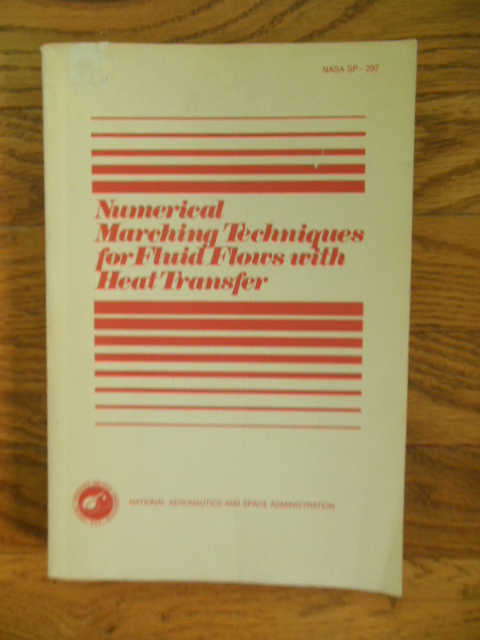 NASA SP-297
Numerical
Marching Techniques
for Fluid Flows with
Heat Transfer
NATIONAL AERONAUTICS AND SPACE ADMINISTRATION